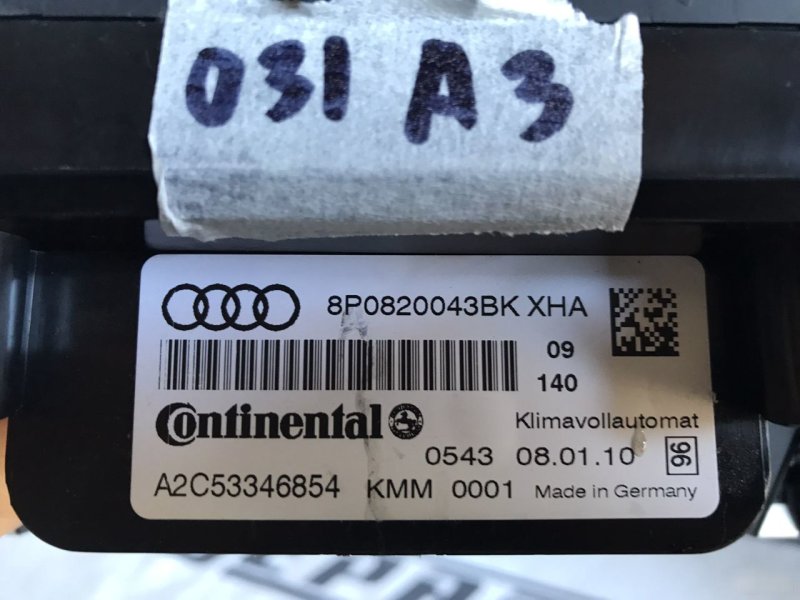 031 A3
8P0820043BK XHA
09
140
Continental
Klimavollautomat
0543 08.01.10 96
A2C53346854 KMM 0001 Made in Germany